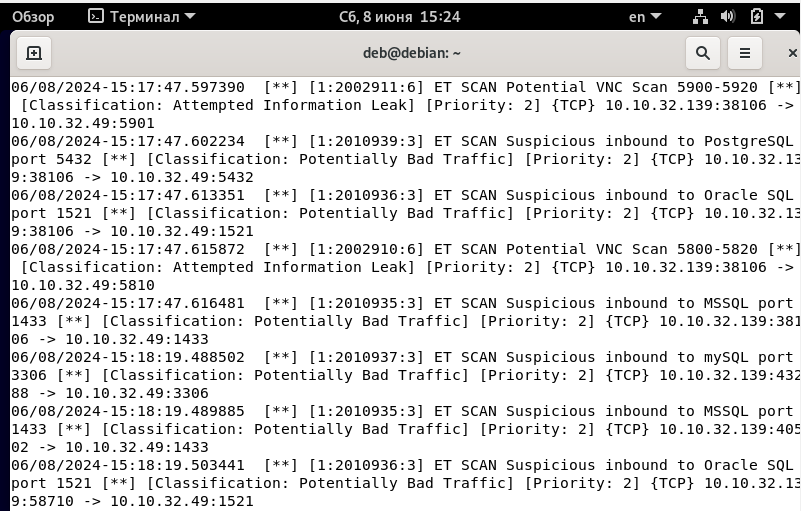 Обзор Терминал Сб, 8 июня 15:24 en
deb@debian: ~
06/08/2024-15:17:47.597390 [**] [1:2002911:6] ET SCAN Potential VNC Scan 5900-5920 [**]
[Classification: Attempted Information Leak] [Priority: 2] {TCP} 10.10.32.139:38106 ->
10.10.32.49:5901
06/08/2024-15:17:47.602234 [**] [1:2010939:3] ET SCAN Suspicious inbound to PostgreSQL
port 5432 [**] [Classification: Potentially Bad Traffic] [Priority: 2] {TCP} 10.10.32.13
9:38106 -> 10.10.32.49:5432
06/08/2024-15:17:47.613351 [**] [1:2010936:3] ET SCAN Suspicious inbound to Oracle SQL
port 1521 [**] [Classification: Potentially Bad Traffic] [Priority: 2] {TCP} 10.10.32.13
9:38106 -> 10.10.32.49:1521
06/08/2024-15:17:47.615872 [**] [1:2002910:6] ET SCAN Potential VNC Scan 5800-5820 [**]
[Classification: Attempted Information Leak] [Priority: 2] {TCP} 10.10.32.139:38106 ->
10.10.32.49:5810
06/08/2024-15:17:47.616481 [**] [1:2010935:3] ET SCAN Suspicious inbound to MSSQL port
1433 [**] [Classification: Potentially Bad Traffic] [Priority: 2] {TCP} 10.10.32.139:381
06 -> 10.10.32.49:1433
06/08/2024-15:18:19.488502 [**] [1:2010937:3] ET SCAN Suspicious inbound to mySQL port
3306 [**] [Classification: Potentially Bad Traffic] [Priority: 2] {TCP} 10.10.32.139:432
88 -> 10.10.32.49:3306
06/08/2024-15:18:19.489885 [**] [1:2010935:3] ET SCAN Suspicious inbound to MSSQL port
1433 [**] [Classification: Potentially Bad Traffic] [Priority: 2] {TCP} 10.10.32.139:405
02 -> 10.10.32.49:1433
06/08/2024-15:18:19.503441 [**] [1:2010936:3] ET SCAN Suspicious inbound to Oracle SQL
port 1521 [**] [Classification: Potentially Bad Traffic] [Priority: 2] {TCP} 10.10.32.13
9:58710 -> 10.10.32.49:1521